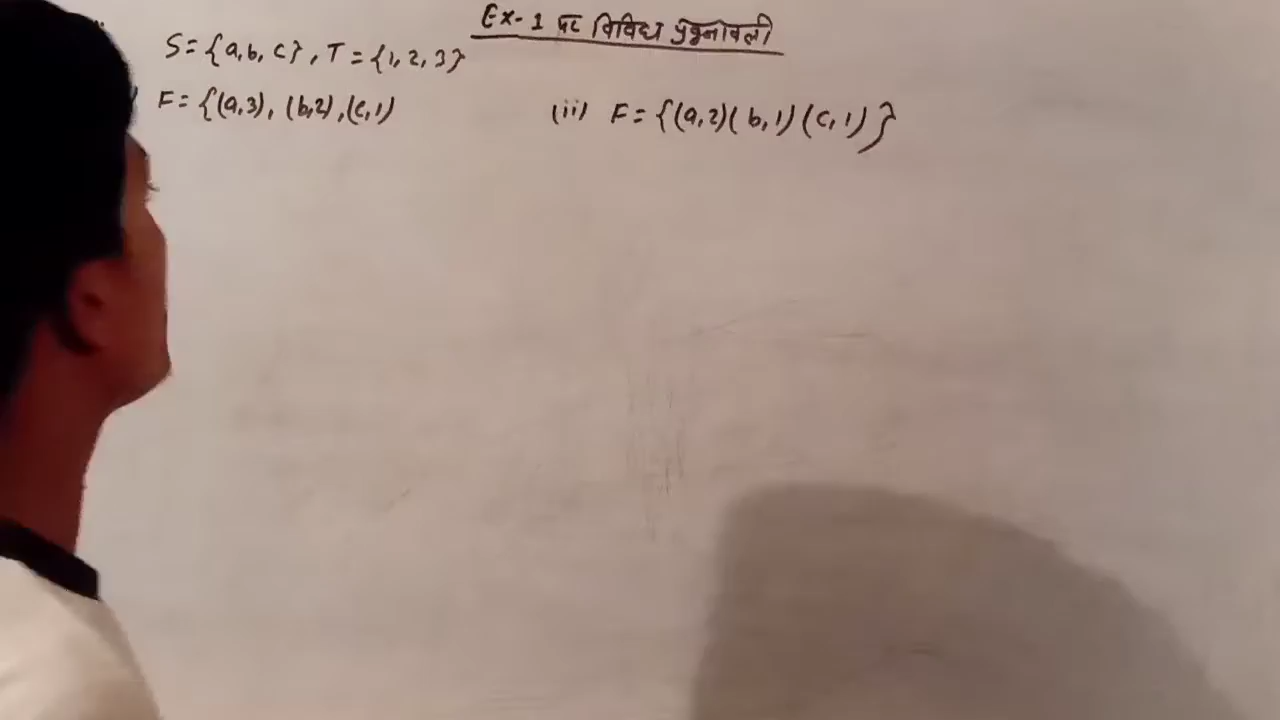 Ex-1 पर विविध प्रश्नावली
S={a,b,c}, T={1,2,3}
F={(a,3),(b,2),(c,1)
(ii) F={(a,2)(b,1)(c,1)}